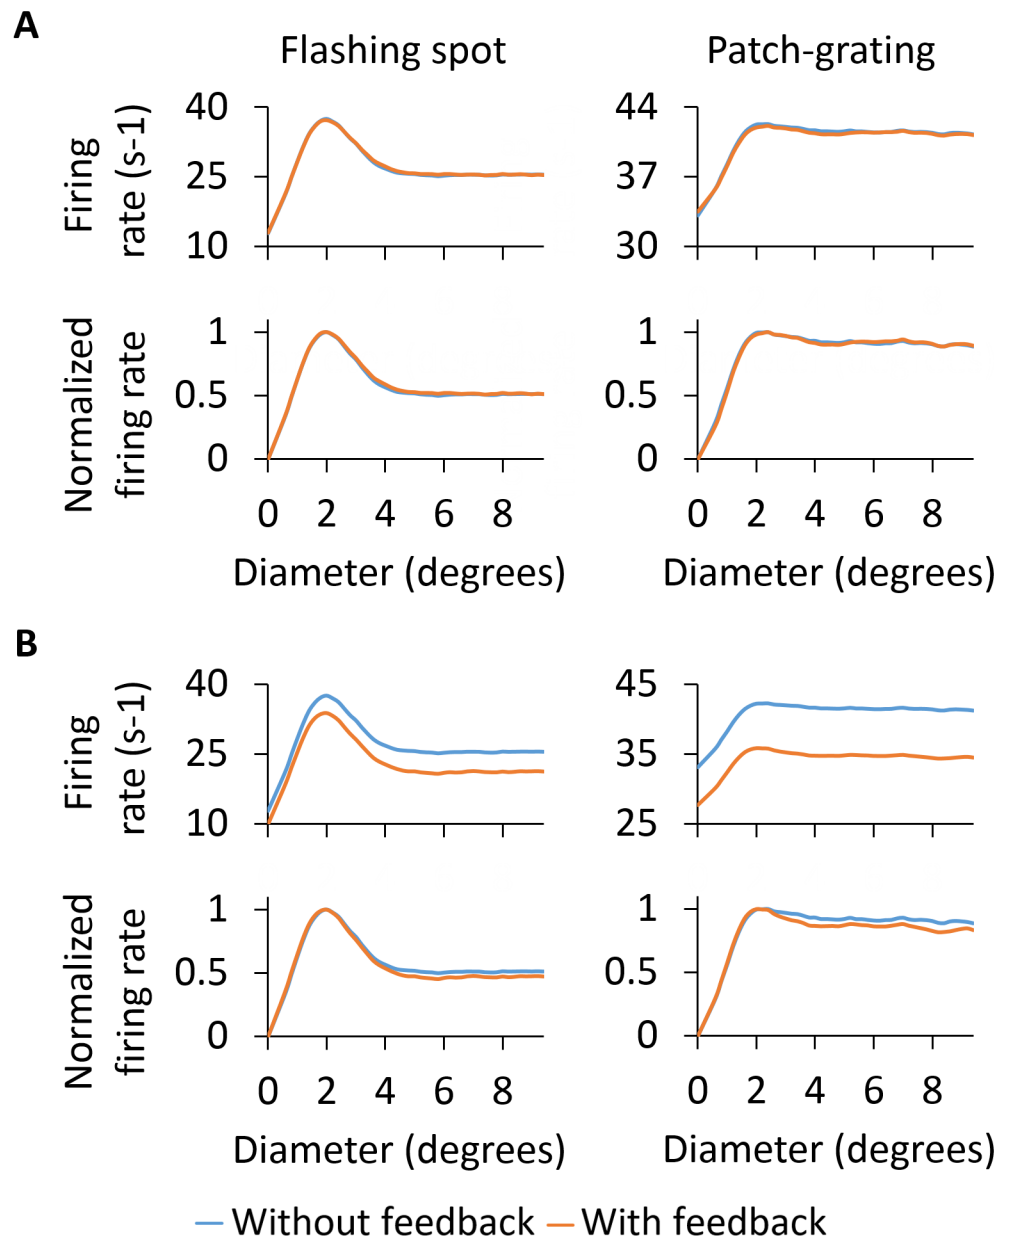 A
Flashing spot
Patch-grating
Firing
rate (s-1)
40
25
10
44
37
30
Normalized
firing rate
1
0.5
0
0 2 4 6 8
Diameter (degrees)
1
0.5
0
0 2 4 6 8
Diameter (degrees)
B
Firing
rate (s-1)
40
25
10
45
35
25
Normalized
firing rate
1
0.5
0
0 2 4 6 8
Diameter (degrees)
1
0.5
0
0 2 4 6 8
Diameter (degrees)
Without feedback With feedback